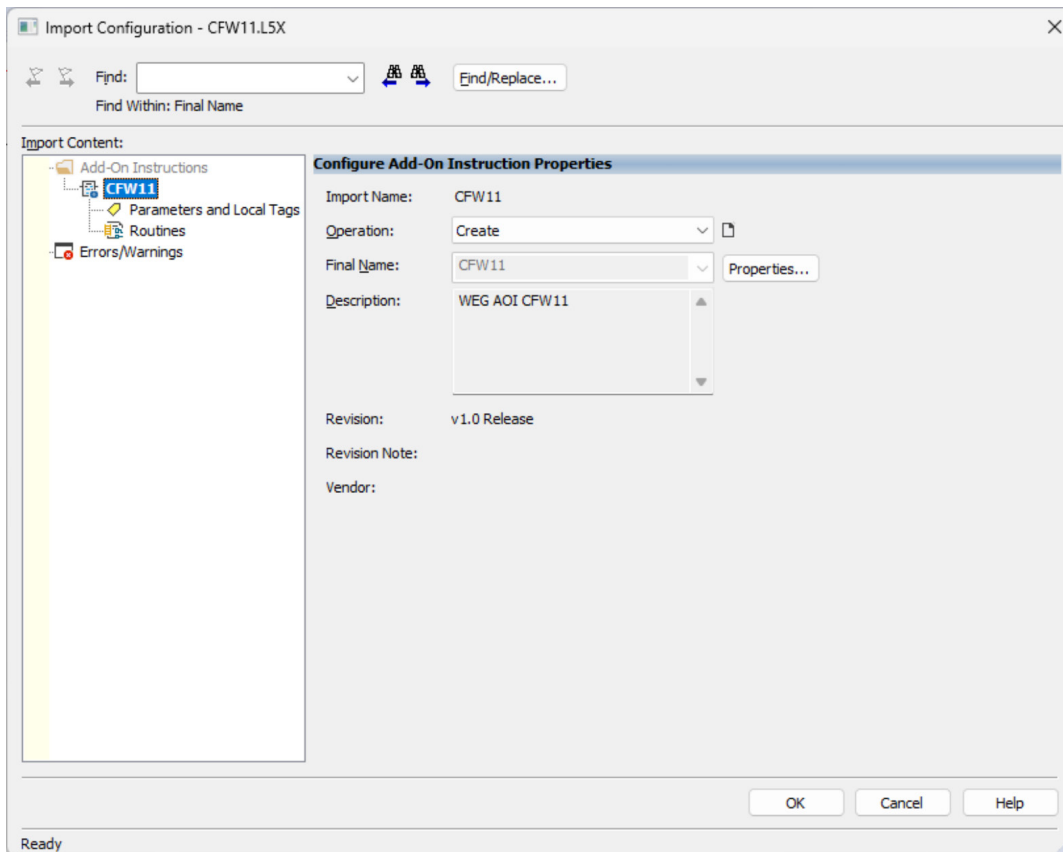 Import Configuration - CFW11.L5X
Find:
Find/Replace...
Find Within: Final Name
Import Content:
Add-On Instructions
CFW11
Parameters and Local Tags
Routines
Errors/Warnings
Configure Add-On Instruction Properties
Import Name: CFW11
Operation: Create
Final Name: CFW11 Properties...
Description: WEG AOI CFW11
Revision: v1.0 Release
Revision Note:
Vendor:
OK Cancel Help
Ready